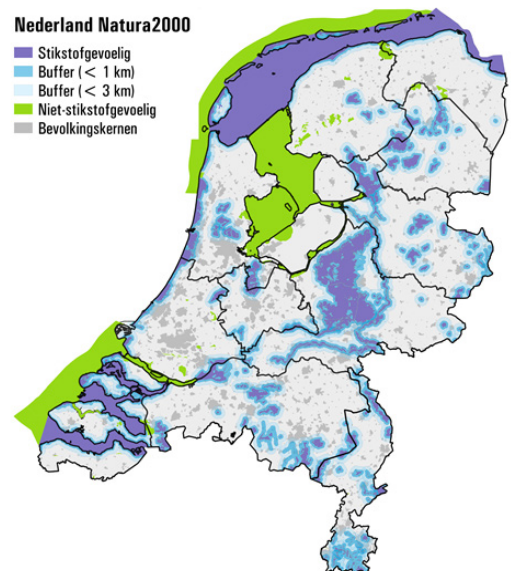 Nederland Natura2000
Stikstofgevoelig
Buffer (< 1 km)
Buffer (< 3 km)
Niet-stikstofgevoelig
Bevolkingskernen